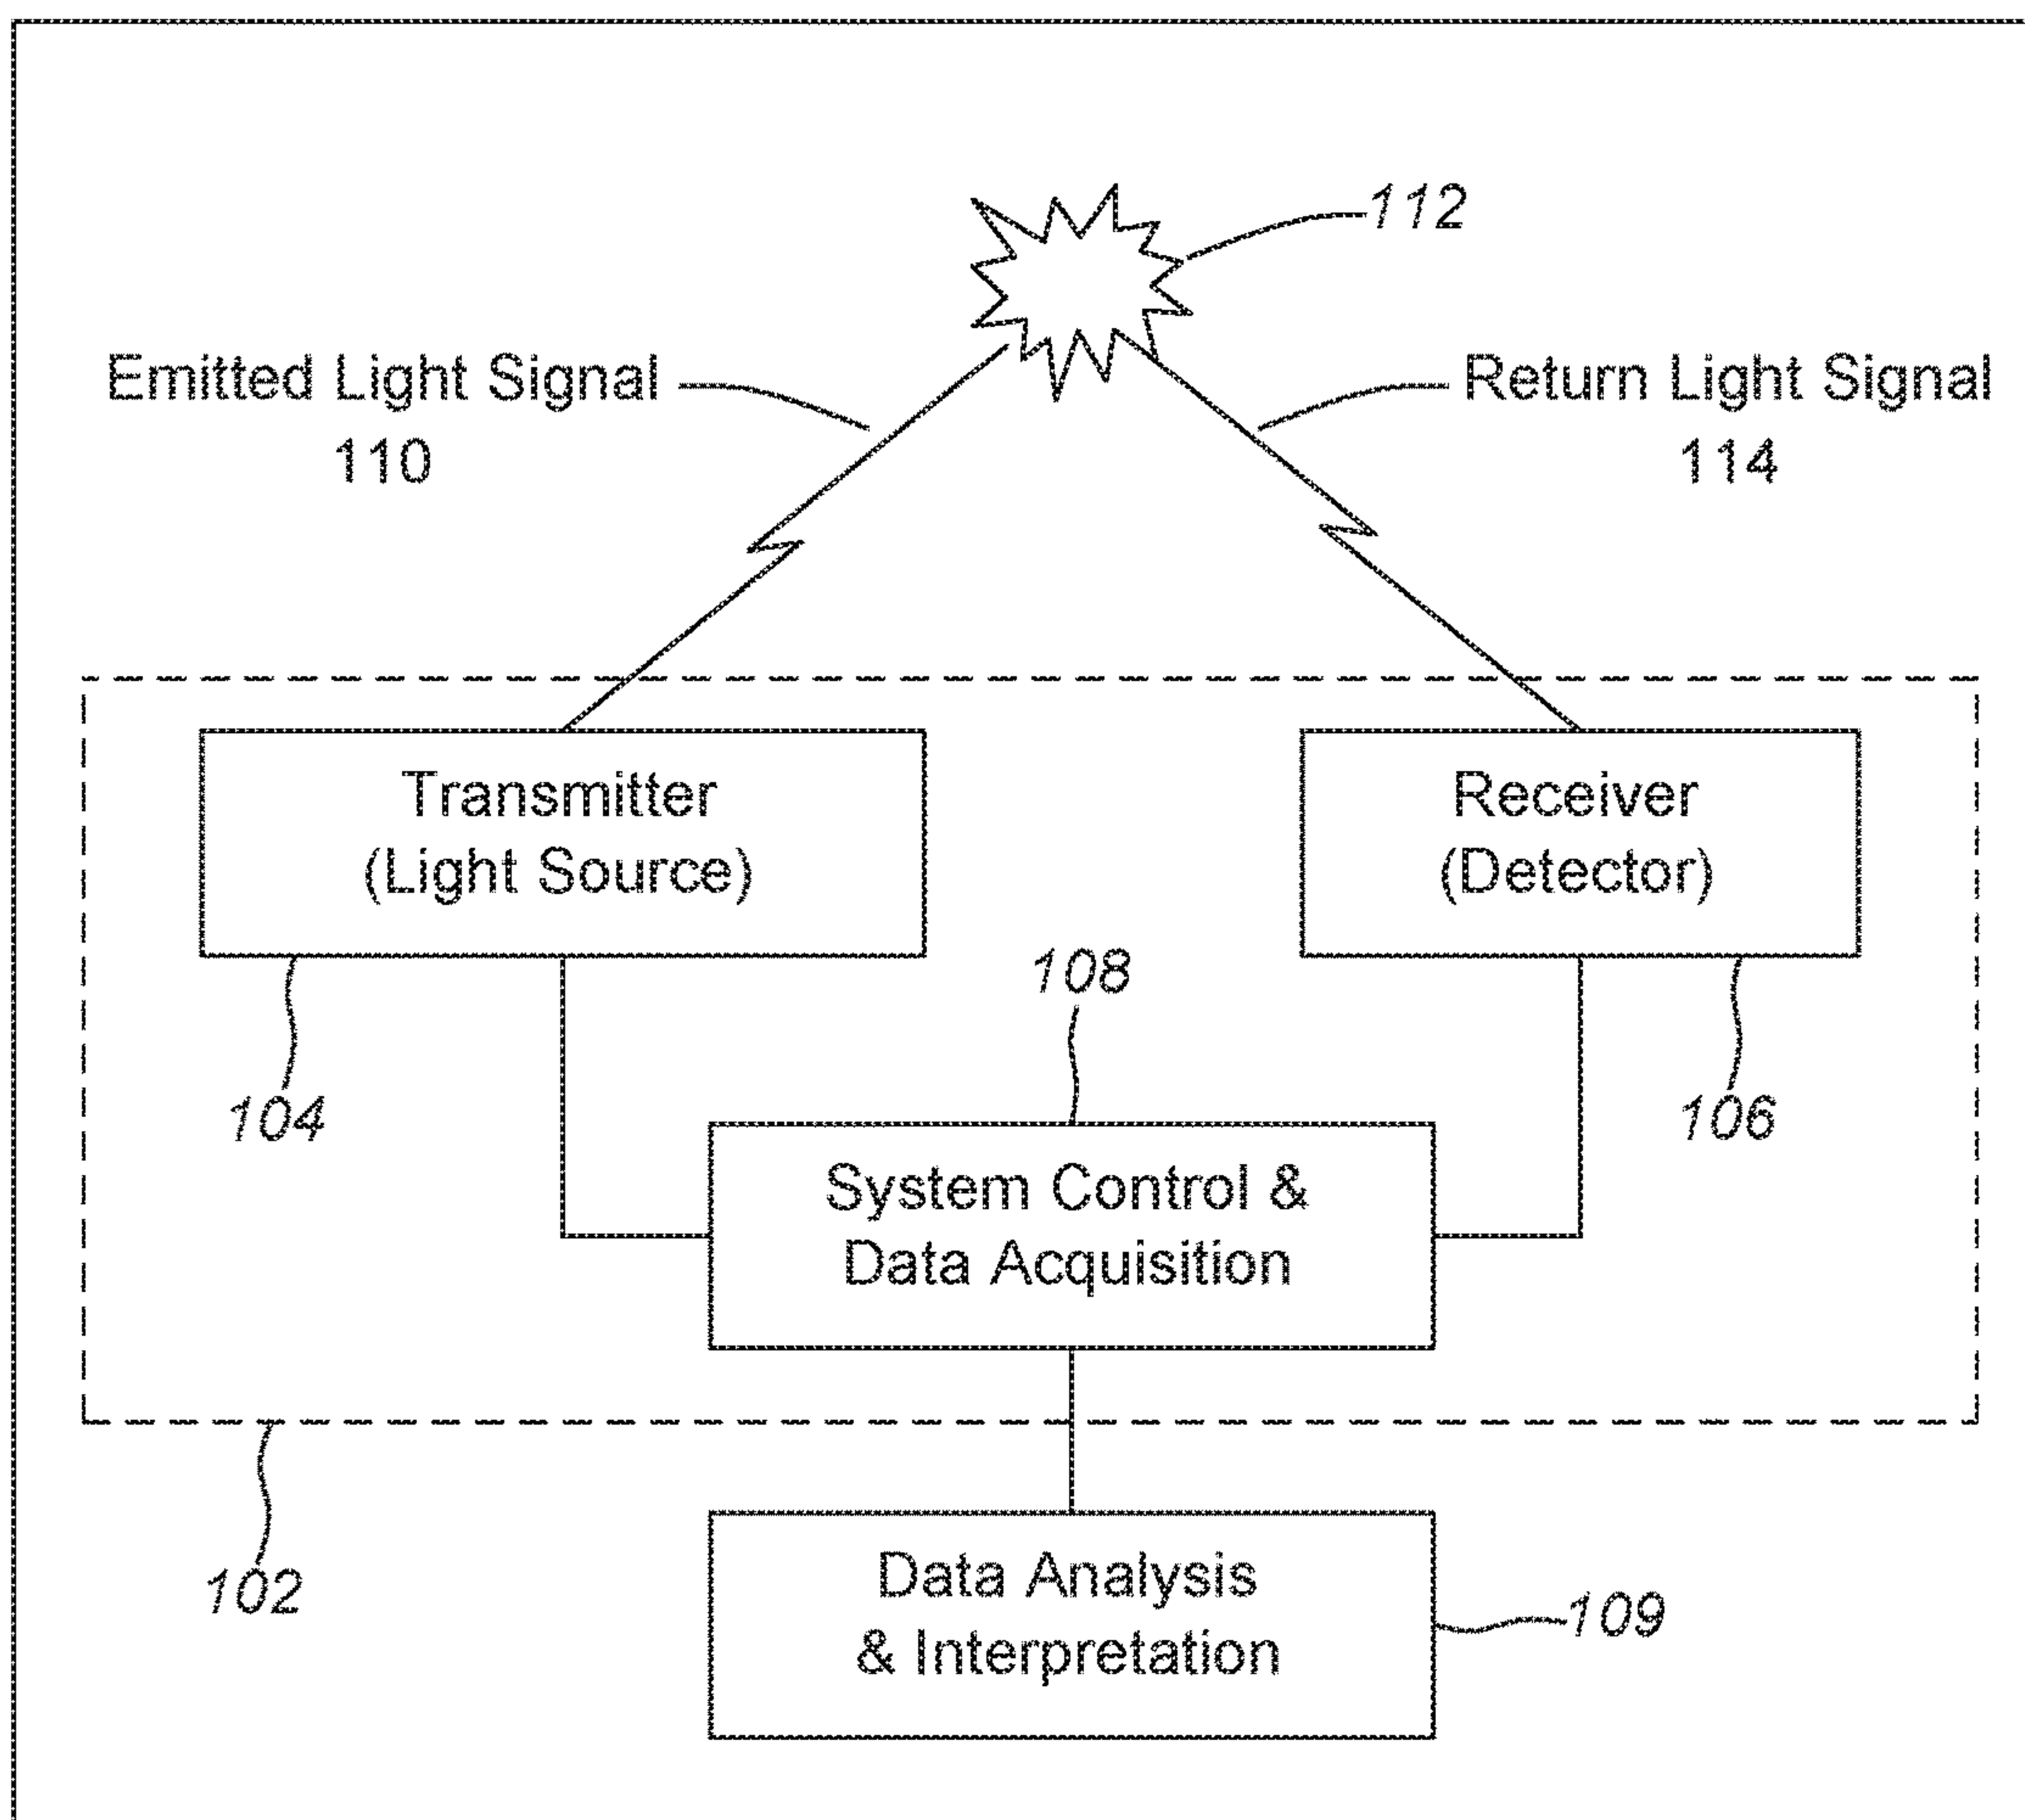 112
Emitted Light Signal
110
Return Light Signal
114
Transmitter
(Light Source)
Receiver
(Detector)
108
104
106
System Control &
Data Acquisition
102
Data Analysis
& Interpretation
109